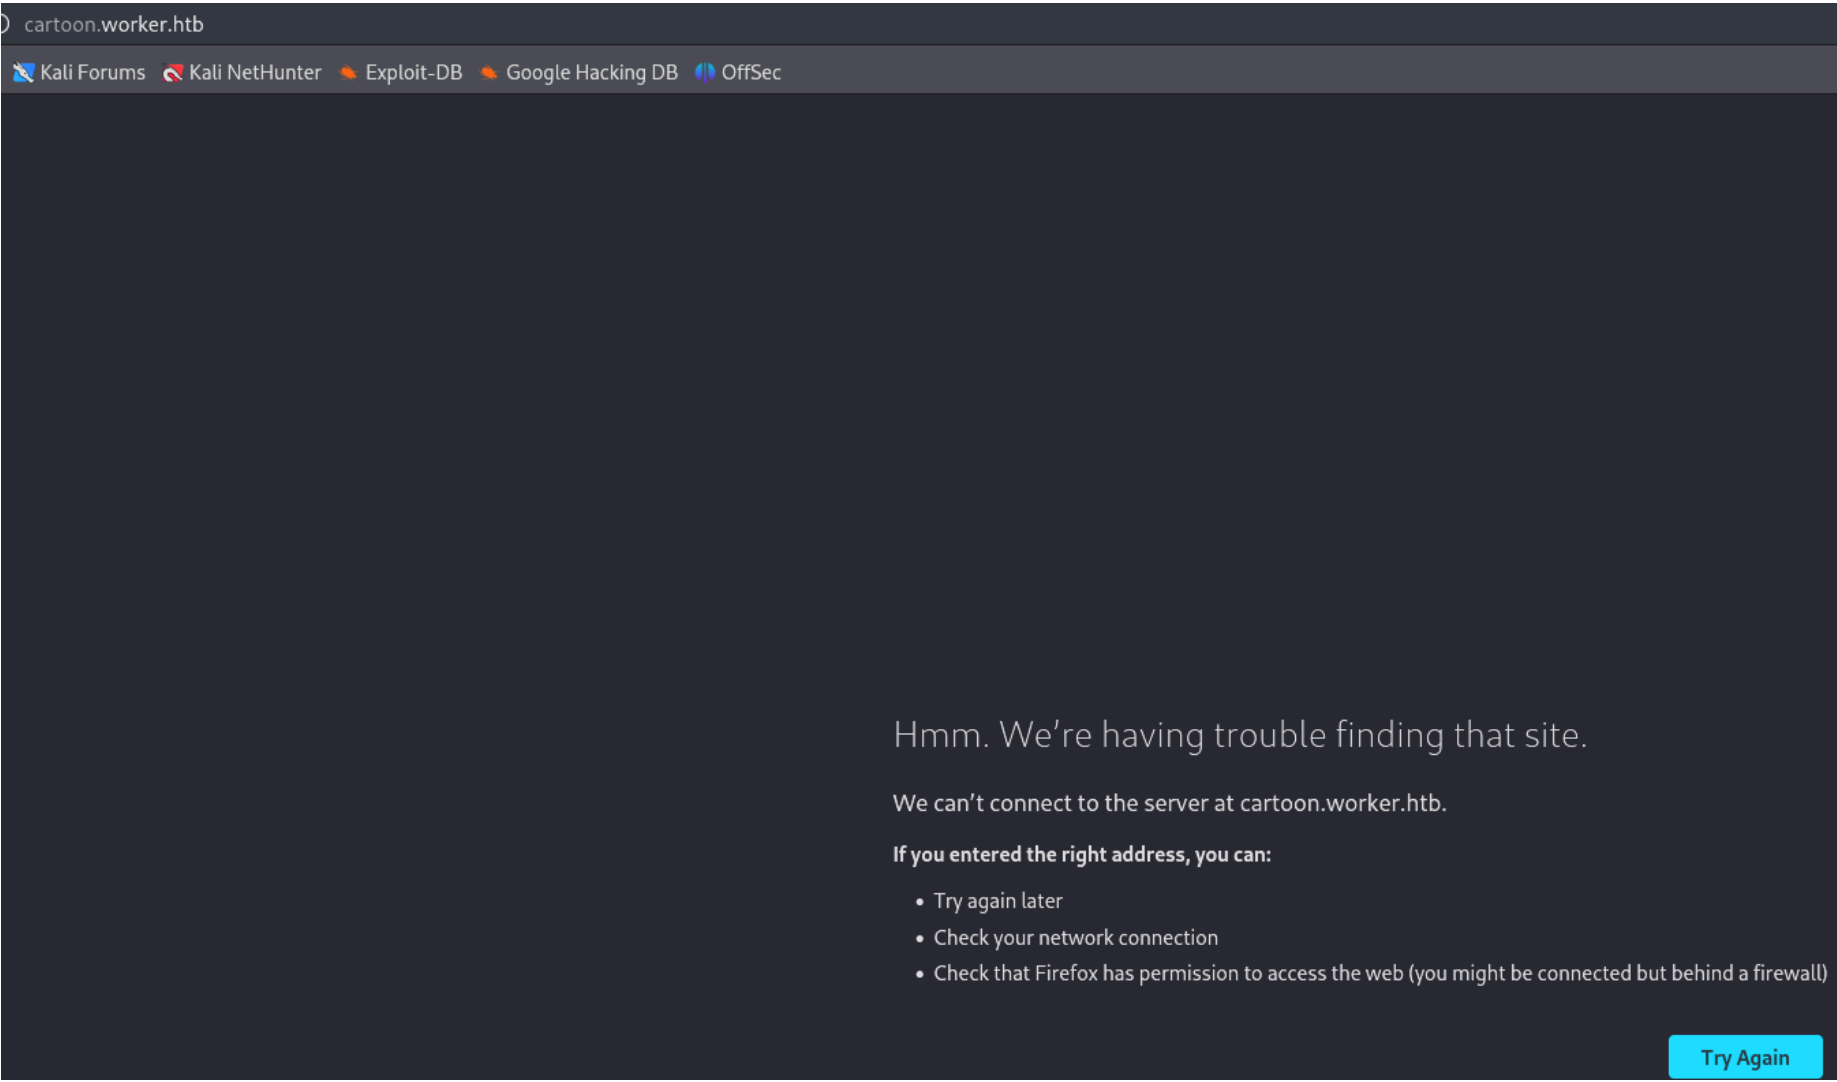 cartoon.worker.htb
Kali Forums Kali NetHunter Exploit-DB Google Hacking DB OffSec
Hmm. We’re having trouble finding that site.
We can’t connect to the server at cartoon.worker.htb.
If you entered the right address, you can:
• Try again later
• Check your network connection
• Check that Firefox has permission to access the web (you might be connected but behind a firewall)
Try Again